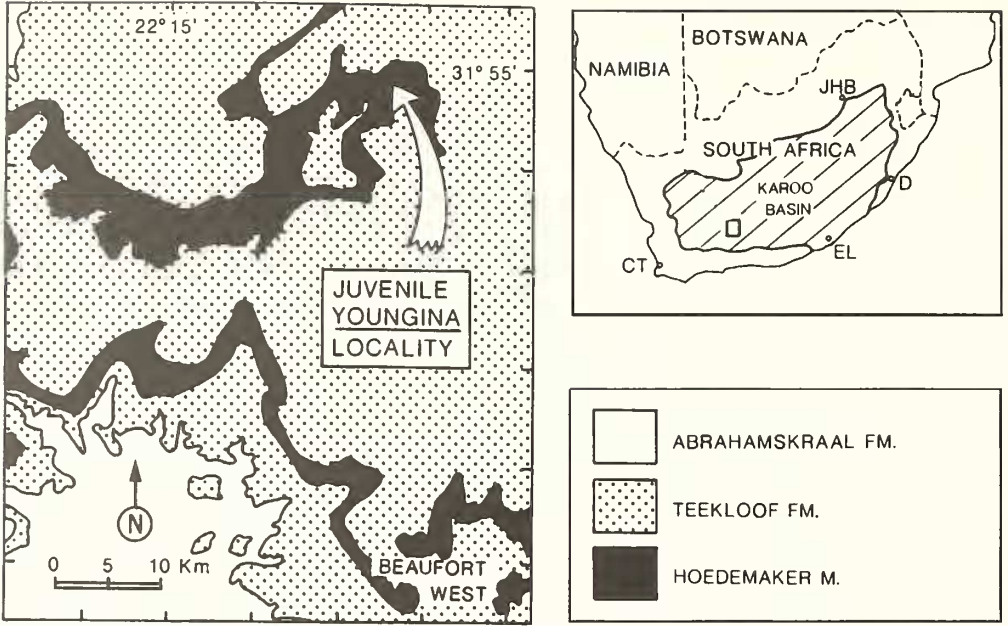 22° 15'
31° 55'
JUVENILE
YOUNGINA
LOCALITY
N
0 5 10 Km
BEAUFORT
WEST
BOTSWANA
NAMIBIA
JHB
SOUTH AFRICA
KAROO
BASIN
D
EL
CT
ABRAHAMSKRAAL FM.
TEEKLOOF FM.
HOEDEMAKER M.